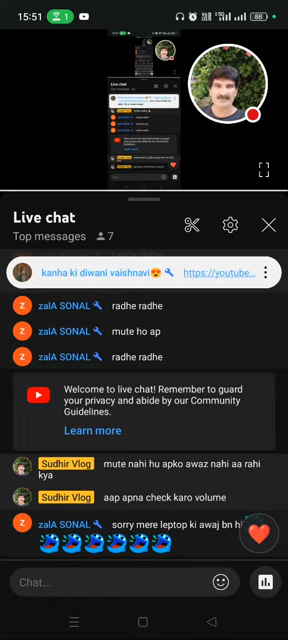 15:51
1
88
Live chat
Top messages 7
kanha ki diwani vaishnavi😍 https://youtube...
Z zalA SONAL radhe radhe
Z zalA SONAL mute ho ap
Z zalA SONAL radhe radhe
Welcome to live chat! Remember to guard
your privacy and abide by our Community
Guidelines.
Learn more
Sudhir Vlog mute nahi hu apko awaz nahi aa rahi
kya
Sudhir Vlog aap apna check karo volume
Z zalA SONAL sorry mere leptop ki awaj bn hi
Chat...